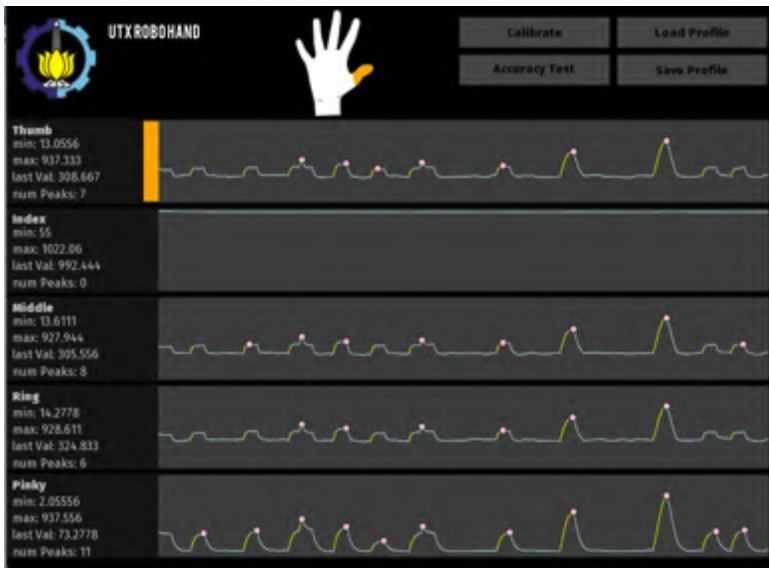 UTX ROBOHAND
Calibrate
Load Profile
Accuracy Test
Save Profile
Thumb
min: 13.0556
max: 937.333
last Val: 308.667
num Peaks: 7
Index
min: 55
max: 1022.06
last Val: 992.444
num Peaks: 0
Middle
min: 13.6111
max: 927.944
last Val: 305.556
num Peaks: 8
Ring
min: 14.2778
max: 928.611
last Val: 324.833
num Peaks: 6
Pinky
min: 2.05556
max: 937.556
last Val: 73.2778
num Peaks: 11